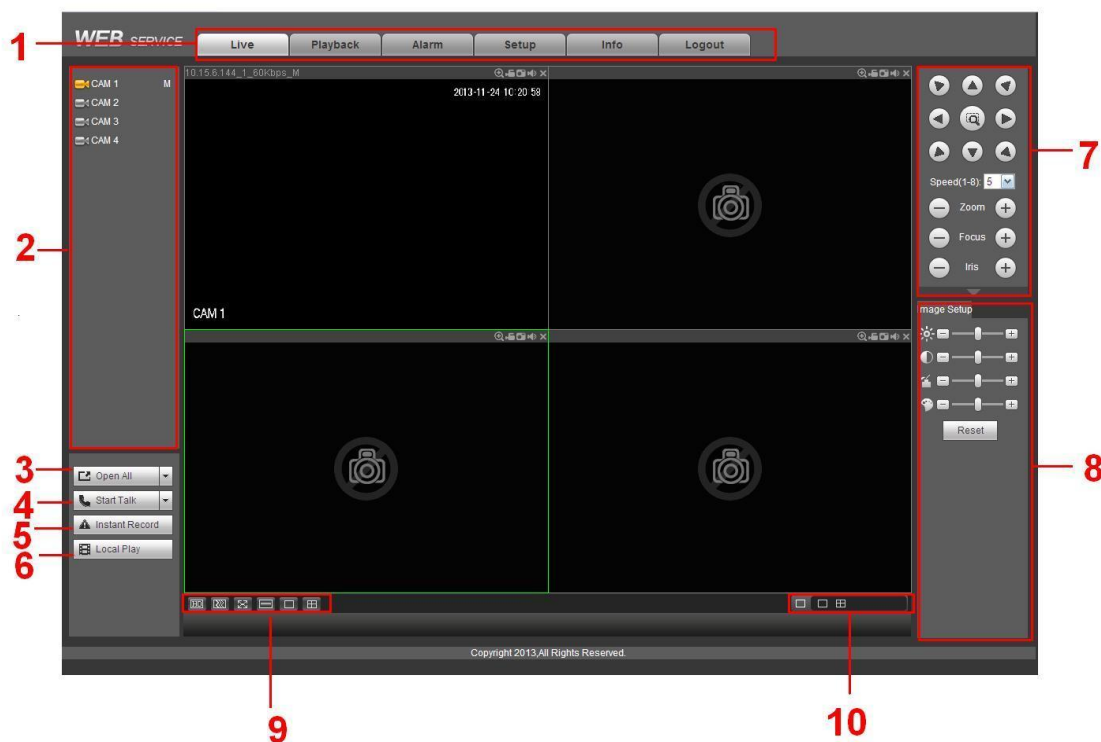 WEB SERVICE
Live Playback Alarm Setup Info Logout
1
10.15.6.144_1_60Kbps_M
2013-11-24 10:20:58
CAM 1 M
CAM 2
CAM 3
CAM 4
2
CAM 1
3
Open All
4
Start Talk
5
Instant Record
6
Local Play
Speed(1-8): 5
Zoom
Focus
Iris
7
mage Setup
Reset
8
9
10
Copyright 2013,All Rights Reserved.